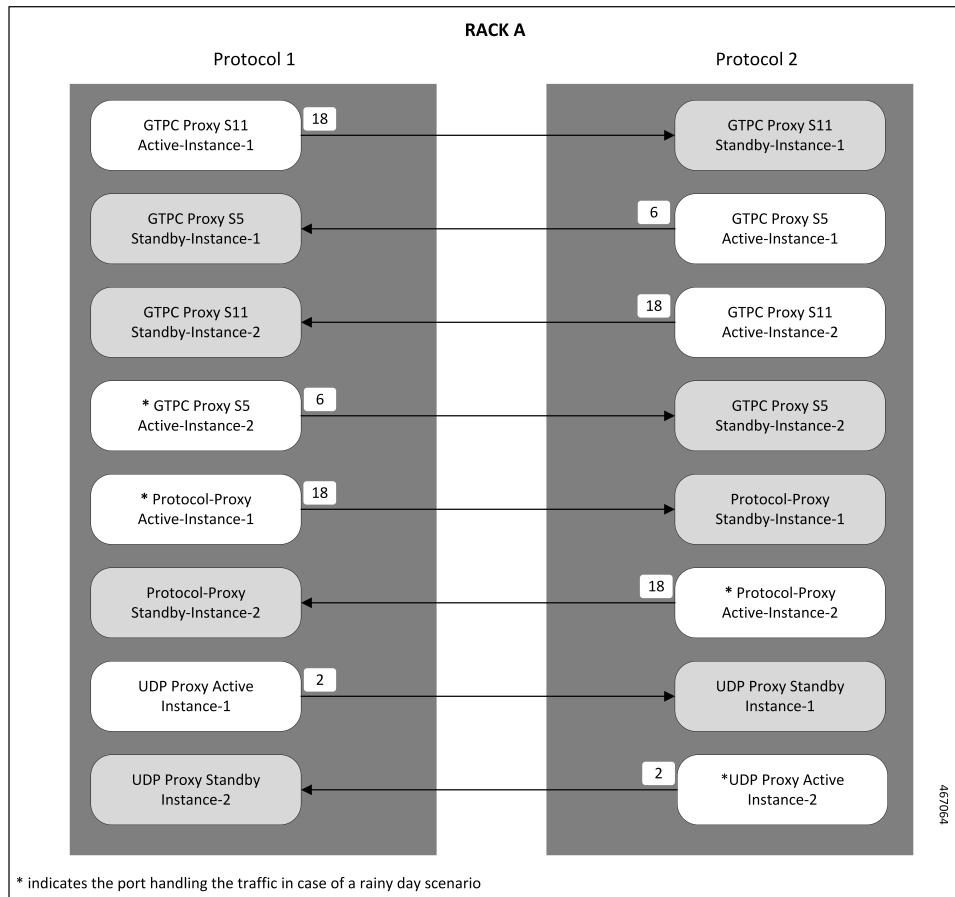 RACK A
Protocol 1
Protocol 2
GTPC Proxy S11
Active-Instance-1
18
GTPC Proxy S11
Standby-Instance-1
GTPC Proxy S5
Standby-Instance-1
6
GTPC Proxy S5
Active-Instance-1
GTPC Proxy S11
Standby-Instance-2
18
GTPC Proxy S11
Active-Instance-2
* GTPC Proxy S5
Active-Instance-2
6
GTPC Proxy S5
Standby-Instance-2
* Protocol-Proxy
Active-Instance-1
18
Protocol-Proxy
Standby-Instance-1
Protocol-Proxy
Standby-Instance-2
18
* Protocol-Proxy
Active-Instance-2
UDP Proxy Active
Instance-1
2
UDP Proxy Standby
Instance-1
UDP Proxy Standby
Instance-2
2
*UDP Proxy Active
Instance-2
467064
* indicates the port handling the traffic in case of a rainy day scenario